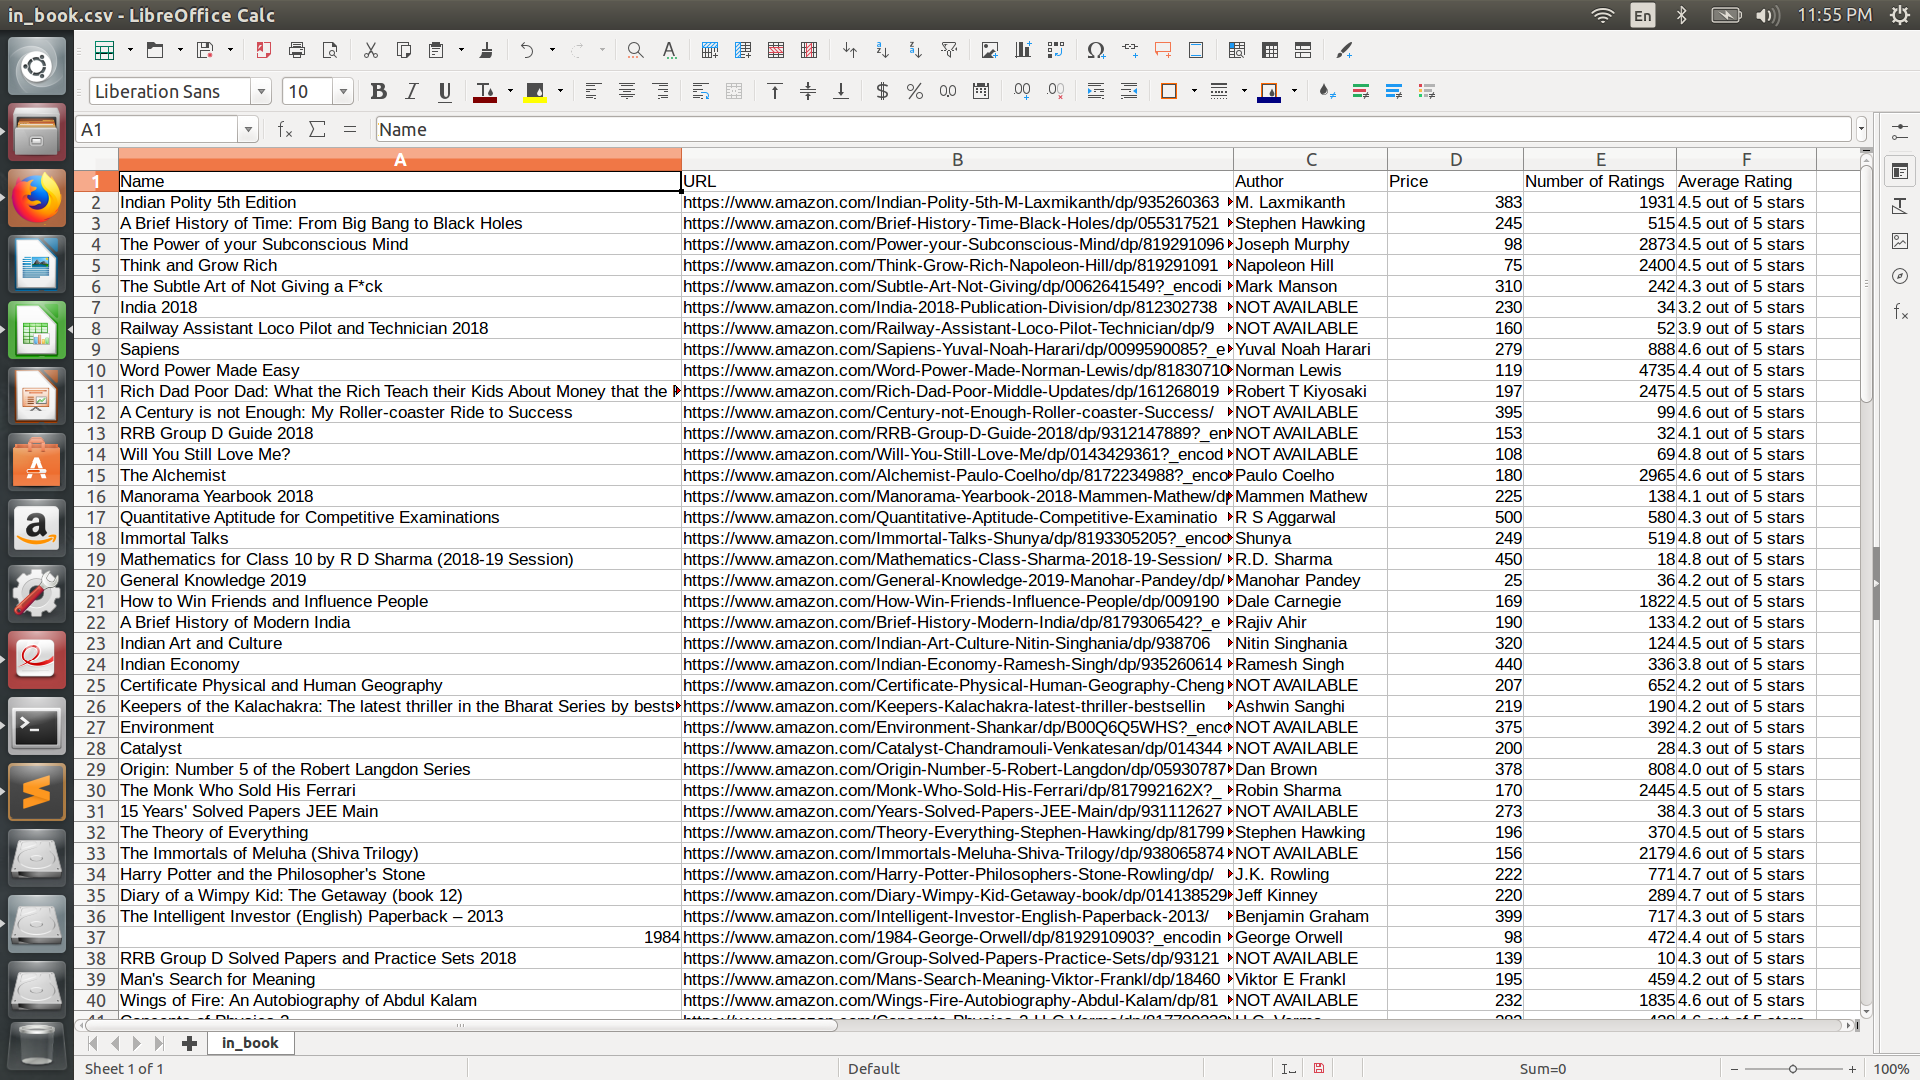 in_book.csv - LibreOffice Calc En 11:55 PM
Liberation Sans 10
A1 Name
A B C D E F
1 Name URL Author Price Number of Ratings Average Rating
2 Indian Polity 5th Edition https://www.amazon.com/Indian-Polity-5th-M-Laxmikanth/dp/935260363 M. Laxmikanth 383 1931 4.5 out of 5 stars
3 A Brief History of Time: From Big Bang to Black Holes https://www.amazon.com/Brief-History-Time-Black-Holes/dp/055317521 Stephen Hawking 245 515 4.5 out of 5 stars
4 The Power of your Subconscious Mind https://www.amazon.com/Power-your-Subconscious-Mind/dp/819291096 Joseph Murphy 98 2873 4.5 out of 5 stars
5 Think and Grow Rich https://www.amazon.com/Think-Grow-Rich-Napoleon-Hill/dp/819291091 Napoleon Hill 75 2400 4.5 out of 5 stars
6 The Subtle Art of Not Giving a F*ck https://www.amazon.com/Subtle-Art-Not-Giving/dp/0062641549?_encodi Mark Manson 310 242 4.3 out of 5 stars
7 India 2018 https://www.amazon.com/India-2018-Publication-Division/dp/812302738 NOT AVAILABLE 230 34 3.2 out of 5 stars
8 Railway Assistant Loco Pilot and Technician 2018 https://www.amazon.com/Railway-Assistant-Loco-Pilot-Technician/dp/9 NOT AVAILABLE 160 52 3.9 out of 5 stars
9 Sapiens https://www.amazon.com/Sapiens-Yuval-Noah-Harari/dp/0099590085?_e Yuval Noah Harari 279 888 4.6 out of 5 stars
10 Word Power Made Easy https://www.amazon.com/Word-Power-Made-Norman-Lewis/dp/81830710 Norman Lewis 119 4735 4.4 out of 5 stars
11 Rich Dad Poor Dad: What the Rich Teach their Kids About Money that the https://www.amazon.com/Rich-Dad-Poor-Middle-Updates/dp/161268019 Robert T Kiyosaki 197 2475 4.5 out of 5 stars
12 A Century is not Enough: My Roller-coaster Ride to Success https://www.amazon.com/Century-not-Enough-Roller-coaster-Success/ NOT AVAILABLE 395 99 4.6 out of 5 stars
13 RRB Group D Guide 2018 https://www.amazon.com/RRB-Group-D-Guide-2018/dp/9312147889?_en NOT AVAILABLE 153 32 4.1 out of 5 stars
14 Will You Still Love Me? https://www.amazon.com/Will-You-Still-Love-Me/dp/0143429361?_encod NOT AVAILABLE 108 69 4.8 out of 5 stars
15 The Alchemist https://www.amazon.com/Alchemist-Paulo-Coelho/dp/8172234988?_enco Paulo Coelho 180 2965 4.6 out of 5 stars
16 Manorama Yearbook 2018 https://www.amazon.com/Manorama-Yearbook-2018-Mammen-Mathew/dp Mammen Mathew 225 138 4.1 out of 5 stars
17 Quantitative Aptitude for Competitive Examinations https://www.amazon.com/Quantitative-Aptitude-Competitive-Examinatio R S Aggarwal 500 580 4.3 out of 5 stars
18 Immortal Talks https://www.amazon.com/Immortal-Talks-Shunya/dp/8193305205?_encod Shunya 249 519 4.8 out of 5 stars
19 Mathematics for Class 10 by R D Sharma (2018-19 Session) https://www.amazon.com/Mathematics-Class-Sharma-2018-19-Session/ R.D. Sharma 450 18 4.8 out of 5 stars
20 General Knowledge 2019 https://www.amazon.com/General-Knowledge-2019-Manohar-Pandey/dp/ Manohar Pandey 25 36 4.2 out of 5 stars
21 How to Win Friends and Influence People https://www.amazon.com/How-Win-Friends-Influence-People/dp/009190 Dale Carnegie 169 1822 4.5 out of 5 stars
22 A Brief History of Modern India https://www.amazon.com/Brief-History-Modern-India/dp/8179306542?_e Rajiv Ahir 190 133 4.2 out of 5 stars
23 Indian Art and Culture https://www.amazon.com/Indian-Art-Culture-Nitin-Singhania/dp/938706 Nitin Singhania 320 124 4.5 out of 5 stars
24 Indian Economy https://www.amazon.com/Indian-Economy-Ramesh-Singh/dp/935260614 Ramesh Singh 440 336 3.8 out of 5 stars
25 Certificate Physical and Human Geography https://www.amazon.com/Certificate-Physical-Human-Geography-Cheng NOT AVAILABLE 207 652 4.2 out of 5 stars
26 Keepers of the Kalachakra: The latest thriller in the Bharat Series by bests https://www.amazon.com/Keepers-Kalachakra-latest-thriller-bestsellin Ashwin Sanghi 219 190 4.2 out of 5 stars
27 Environment https://www.amazon.com/Environment-Shankar/dp/B00Q6Q5WHS?_enco NOT AVAILABLE 375 392 4.2 out of 5 stars
28 Catalyst https://www.amazon.com/Catalyst-Chandramouli-Venkatesan/dp/014344 NOT AVAILABLE 200 28 4.3 out of 5 stars
29 Origin: Number 5 of the Robert Langdon Series https://www.amazon.com/Origin-Number-5-Robert-Langdon/dp/05930787 Dan Brown 378 808 4.0 out of 5 stars
30 The Monk Who Sold His Ferrari https://www.amazon.com/Monk-Who-Sold-His-Ferrari/dp/817992162X?_ Robin Sharma 170 2445 4.5 out of 5 stars
31 15 Years' Solved Papers JEE Main https://www.amazon.com/Years-Solved-Papers-JEE-Main/dp/931112627 NOT AVAILABLE 273 38 4.3 out of 5 stars
32 The Theory of Everything https://www.amazon.com/Theory-Everything-Stephen-Hawking/dp/81799 Stephen Hawking 196 370 4.5 out of 5 stars
33 The Immortals of Meluha (Shiva Trilogy) https://www.amazon.com/Immortals-Meluha-Shiva-Trilogy/dp/938065874 NOT AVAILABLE 156 2179 4.6 out of 5 stars
34 Harry Potter and the Philosopher's Stone https://www.amazon.com/Harry-Potter-Philosophers-Stone-Rowling/dp/ J.K. Rowling 222 771 4.7 out of 5 stars
35 Diary of a Wimpy Kid: The Getaway (book 12) https://www.amazon.com/Diary-Wimpy-Kid-Getaway-book/dp/014138529 Jeff Kinney 220 289 4.7 out of 5 stars
36 The Intelligent Investor (English) Paperback – 2013 https://www.amazon.com/Intelligent-Investor-English-Paperback-2013/ Benjamin Graham 399 717 4.3 out of 5 stars
37 1984 https://www.amazon.com/1984-George-Orwell/dp/8192910903?_encodin George Orwell 98 472 4.4 out of 5 stars
38 RRB Group D Solved Papers and Practice Sets 2018 https://www.amazon.com/Group-Solved-Papers-Practice-Sets/dp/93121 NOT AVAILABLE 139 10 4.3 out of 5 stars
39 Man's Search for Meaning https://www.amazon.com/Mans-Search-Meaning-Viktor-Frankl/dp/18460 Viktor E Frankl 195 459 4.2 out of 5 stars
40 Wings of Fire: An Autobiography of Abdul Kalam https://www.amazon.com/Wings-Fire-Autobiography-Abdul-Kalam/dp/81 NOT AVAILABLE 232 1835 4.6 out of 5 stars
in_book
Sheet 1 of 1 Default Sum=0 100%